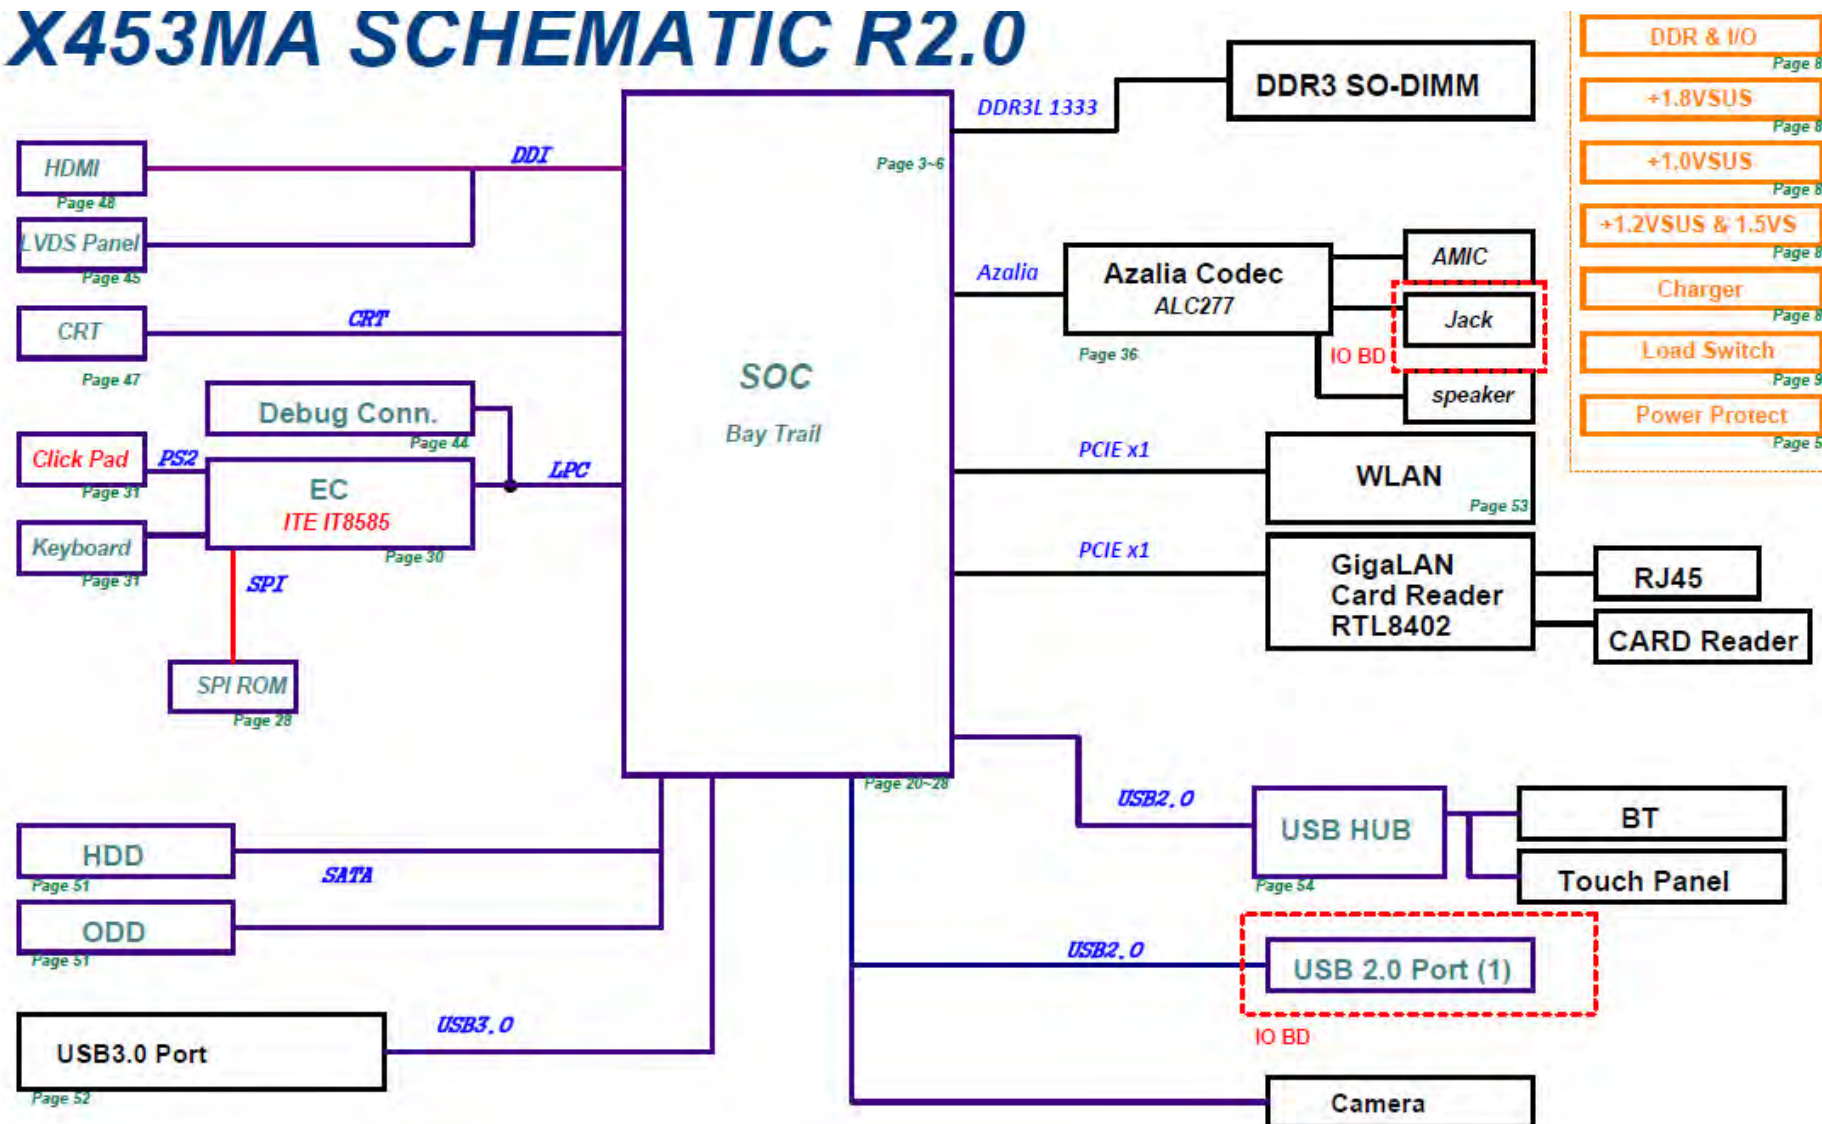 X453MA SCHEMATIC R2.0
DDR & I/O
Page 8
+1.8VSUS
Page 8
+1.0VSUS
Page 8
+1.2VSUS & 1.5VS
Page 8
Charger
Page 8
Load Switch
Page 9
Power Protect
Page 5
DDR3 SO-DIMM
DDR3L 1333
HDMI
Page 48
DDI
LVDS Panel
Page 45
CRT
Page 47
CRT
Debug Conn.
Page 44
Click Pad
Page 31
PS2
EC
ITE IT8585
Page 30
LPC
Keyboard
Page 31
SPI
SPI ROM
Page 28
SOC
Bay Trail
Page 3~6
Page 20~28
Azalia
Azalia Codec
ALC277
Page 36
AMIC
Jack
IO BD
speaker
PCIE x1
WLAN
Page 53
PCIE x1
GigaLAN
Card Reader
RTL8402
RJ45
CARD Reader
USB2.0
USB HUB
Page 54
BT
Touch Panel
USB2.0
USB 2.0 Port (1)
IO BD
Camera
HDD
Page 51
SATA
ODD
Page 51
USB3.0
USB3.0 Port
Page 52